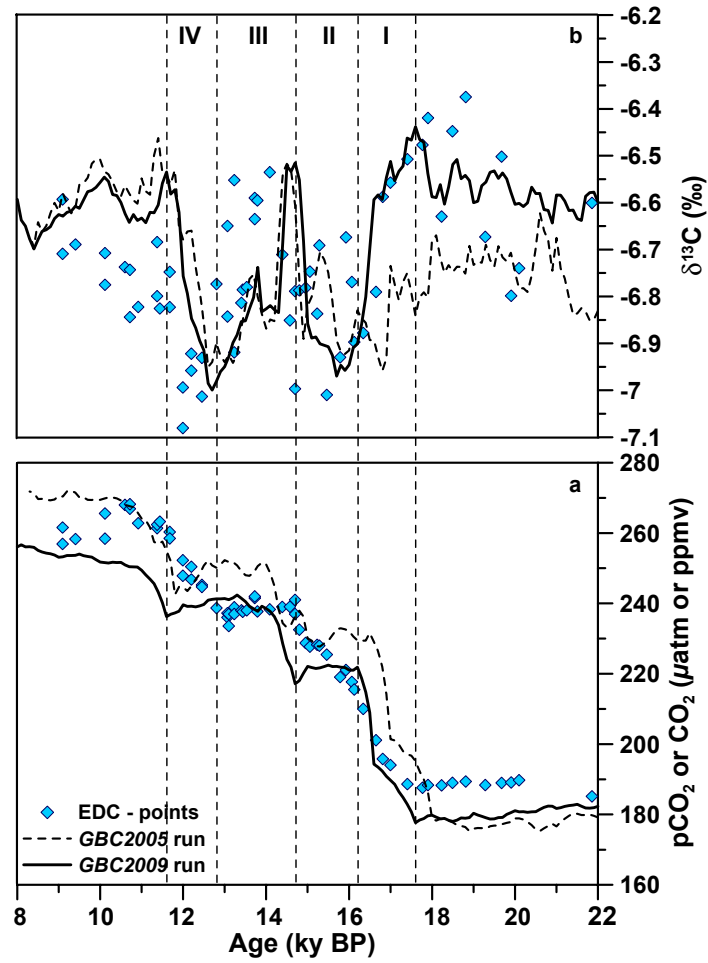 IV III II I b
-6.2
-6.3
-6.4
-6.5
-6.6
-6.7
-6.8
-6.9
-7
-7.1
δ13C (‰)
a
280
260
240
220
200
180
160
pCO2 or CO2 (µatm or ppmv)
EDC - points
GBC2005 run
GBC2009 run
8 10 12 14 16 18 20 22
Age (ky BP)